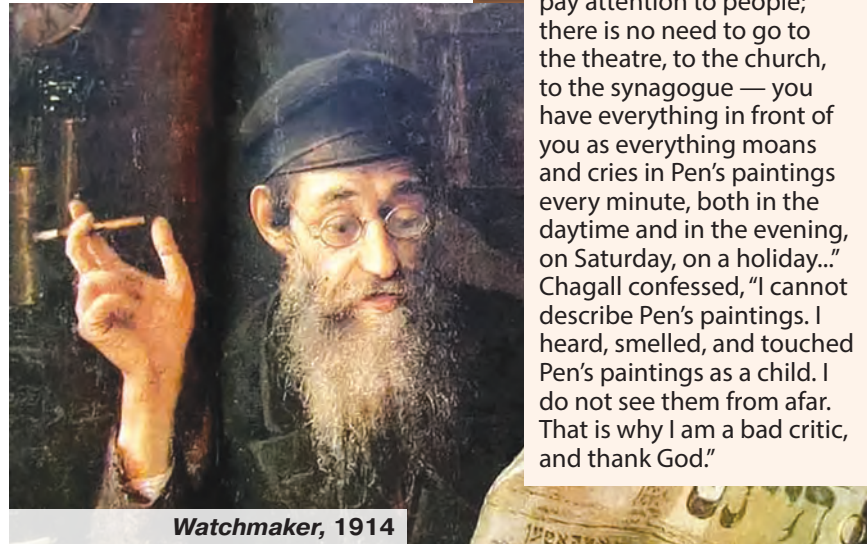 pay attention to people;
there is no need to go to
the theatre, to the church,
to the synagogue — you
have everything in front of
you as everything moans
and cries in Pen’s paintings
every minute, both in the
daytime and in the evening,
on Saturday, on a holiday...”
Chagall confessed, “I cannot
describe Pen’s paintings. I
heard, smelled, and touched
Pen’s paintings as a child. I
do not see them from afar.
That is why I am a bad critic,
and thank God.”
Watchmaker, 1914